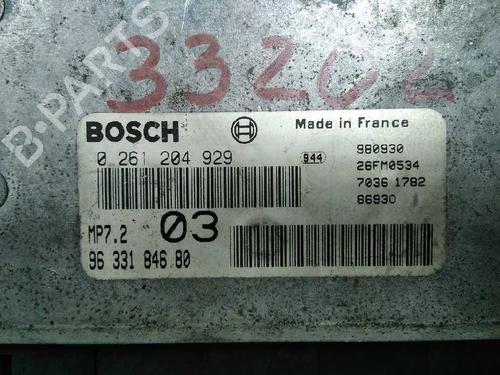 33202
B-PARTS
BOSCH
Made in France
0 261 204 929
944
980930
26FM0534
7036 1782
86930
MP7.2
03
96 331 846 80